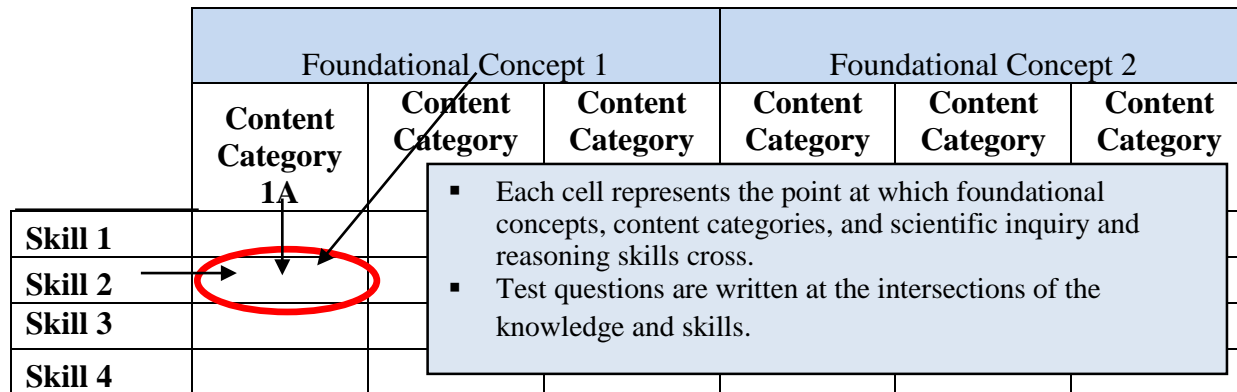 Foundational Concept 1 Foundational Concept 2
Content Category 1A
Content Category
Content Category
Content Category
Content Category
Content Category
▪ Each cell represents the point at which foundational
concepts, content categories, and scientific inquiry and
reasoning skills cross.
▪ Test questions are written at the intersections of the
knowledge and skills.
Skill 1
Skill 2
Skill 3
Skill 4